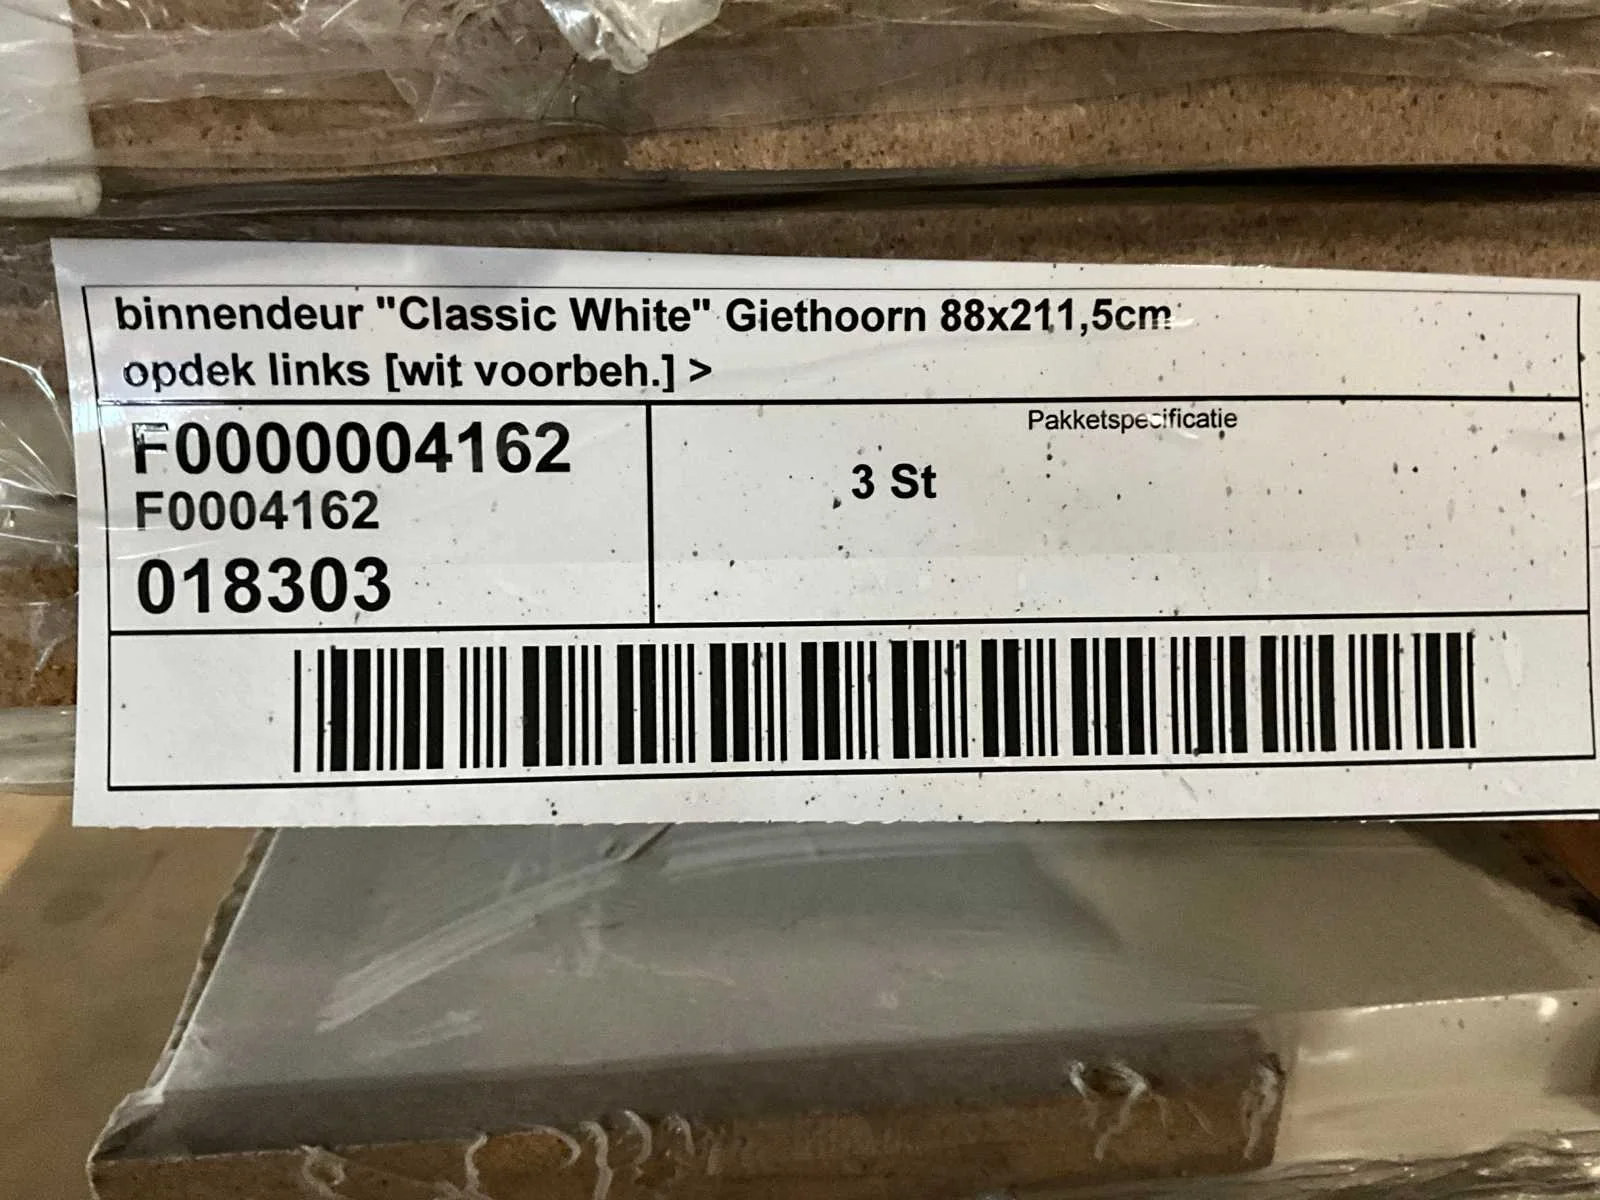 binnendeur "Classic White" Giethoorn 88x211,5cm
opdek links [wit voorbeh.] >
F0000004162
F0004162
018303
Pakketspecificatie
3 St